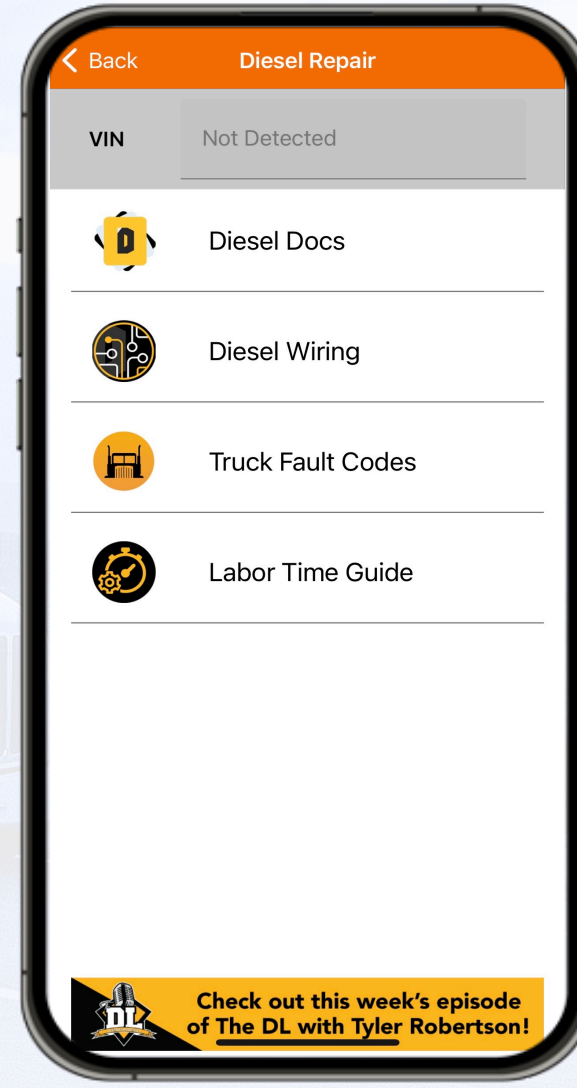 Back Diesel Repair
VIN Not Detected
D
Diesel Docs
Diesel Wiring
Truck Fault Codes
Labor Time Guide
DL
Check out this week's episode
of The DL with Tyler Robertson!